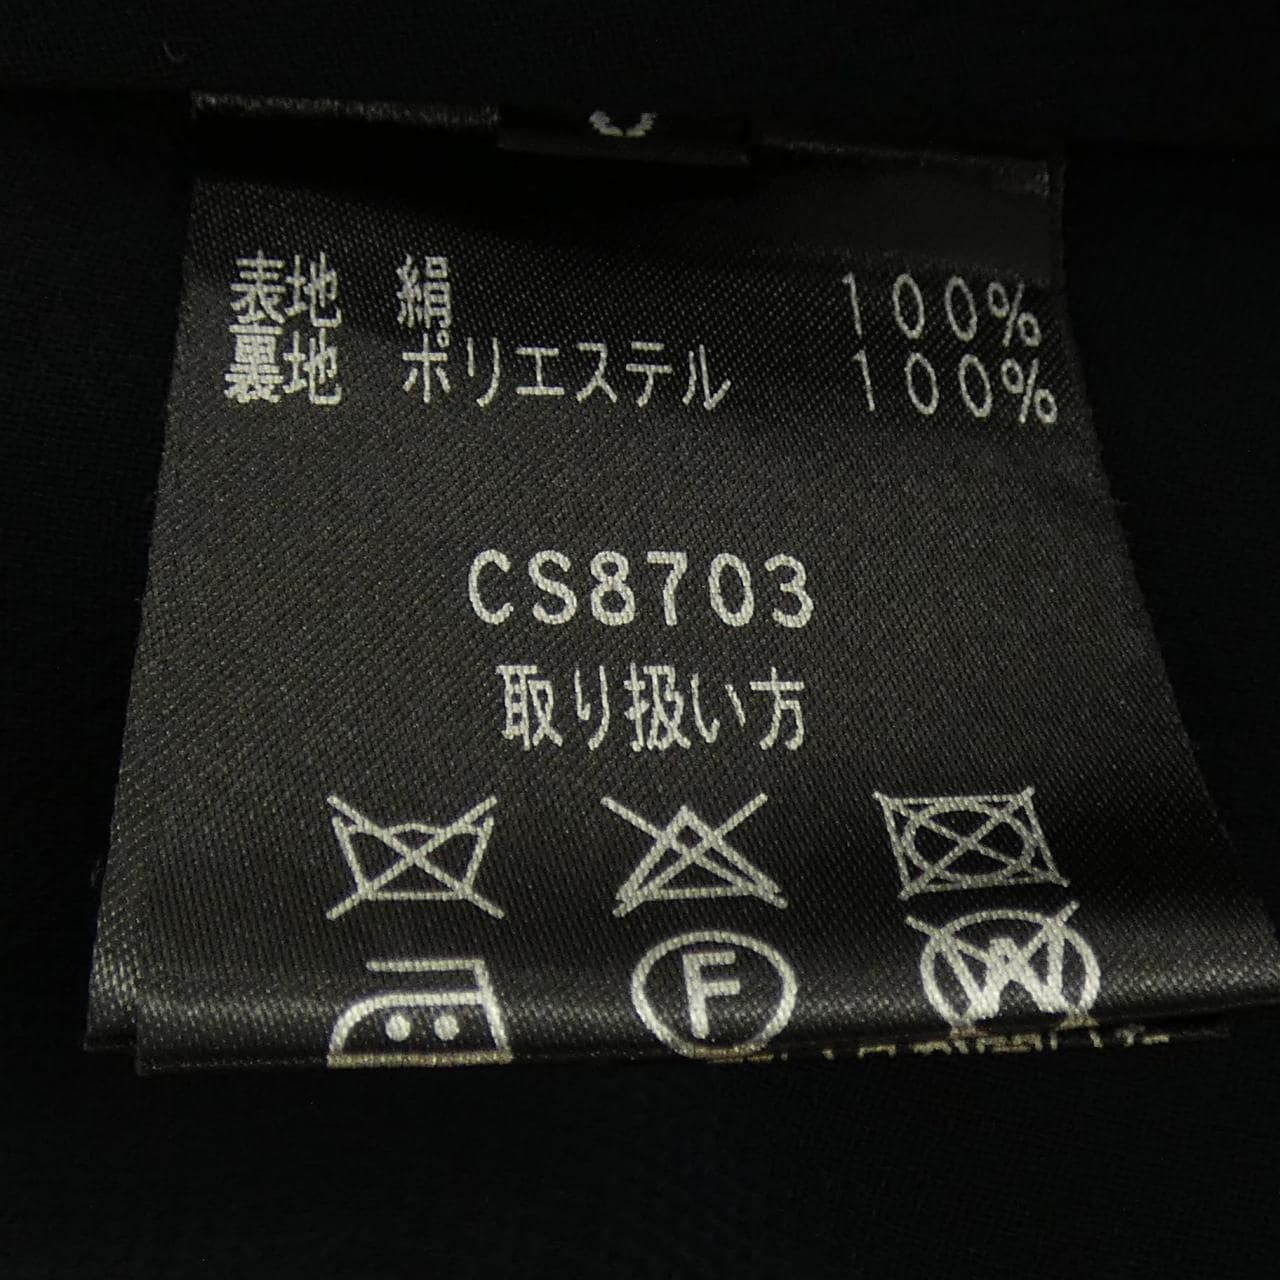 表地 絹 100%
裏地 ポリエステル 100%
CS8703
取り扱い方
F
W